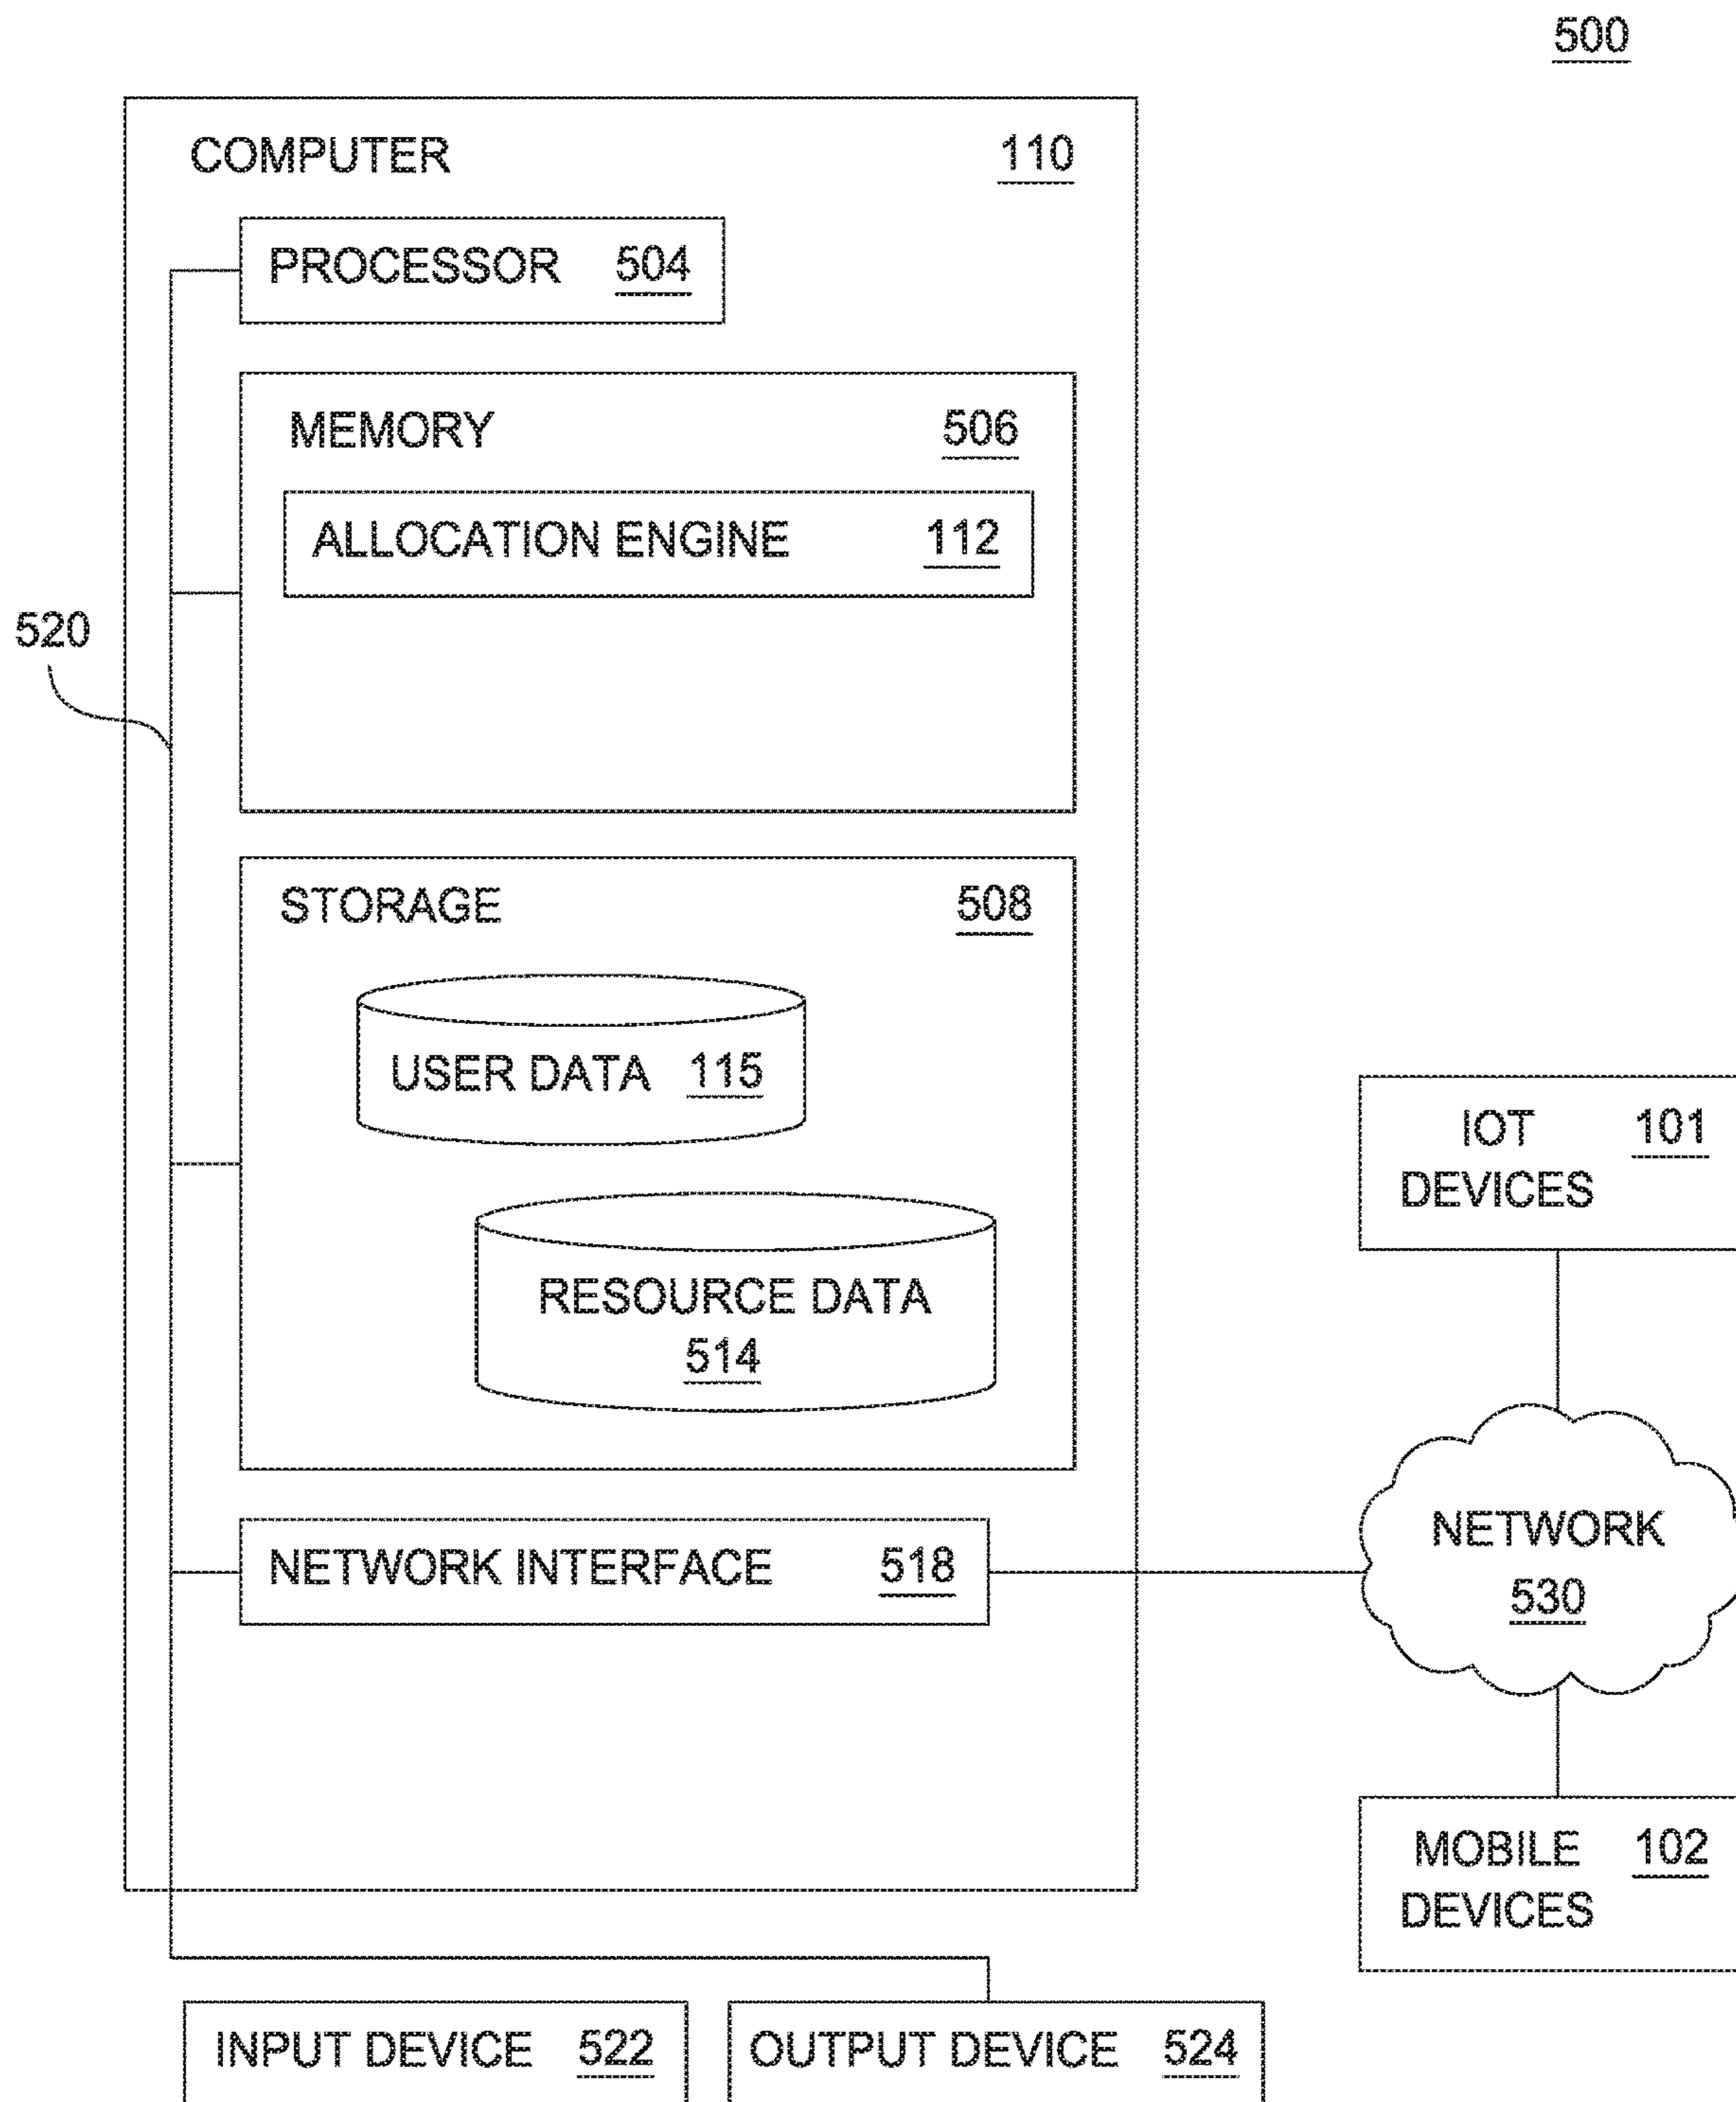 500
COMPUTER 110
PROCESSOR 504
MEMORY 506
ALLOCATION ENGINE 112
520
STORAGE 508
USER DATA 115
RESOURCE DATA
514
IOT 101
DEVICES
NETWORK INTERFACE 518
NETWORK
530
MOBILE 102
DEVICES
INPUT DEVICE 522
OUTPUT DEVICE 524